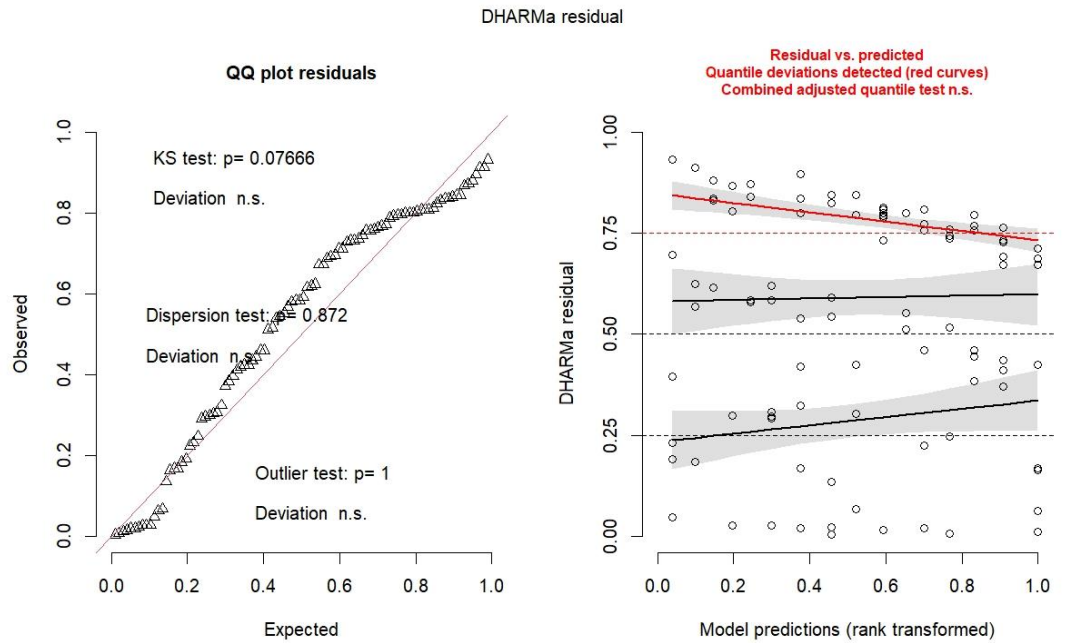 DHARMa residual
QQ plot residuals
KS test: p= 0.07666
Deviation n.s.
Dispersion test: p= 0.872
Deviation n.s.
Outlier test: p= 1
Deviation n.s.
Observed
0.0 0.2 0.4 0.6 0.8 1.0
0.0 0.2 0.4 0.6 0.8 1.0
Expected
Residual vs. predicted
Quantile deviations detected (red curves)
Combined adjusted quantile test n.s.
DHARMa residual
0.00 0.25 0.50 0.75 1.00
0.0 0.2 0.4 0.6 0.8 1.0
Model predictions (rank transformed)